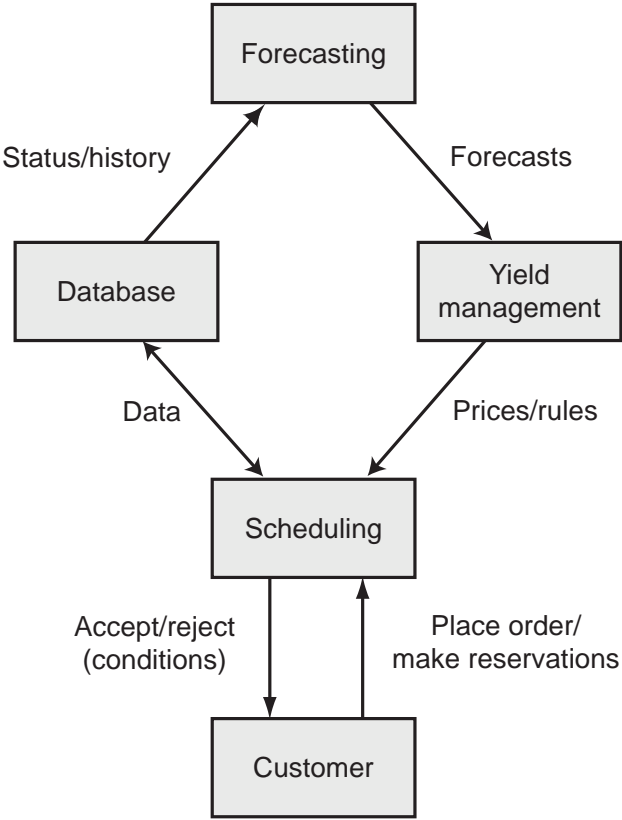 Forecasting
Status/history
Forecasts
Database
Yield
management
Data
Prices/rules
Scheduling
Accept/reject
(conditions)
Place order/
make reservations
Customer